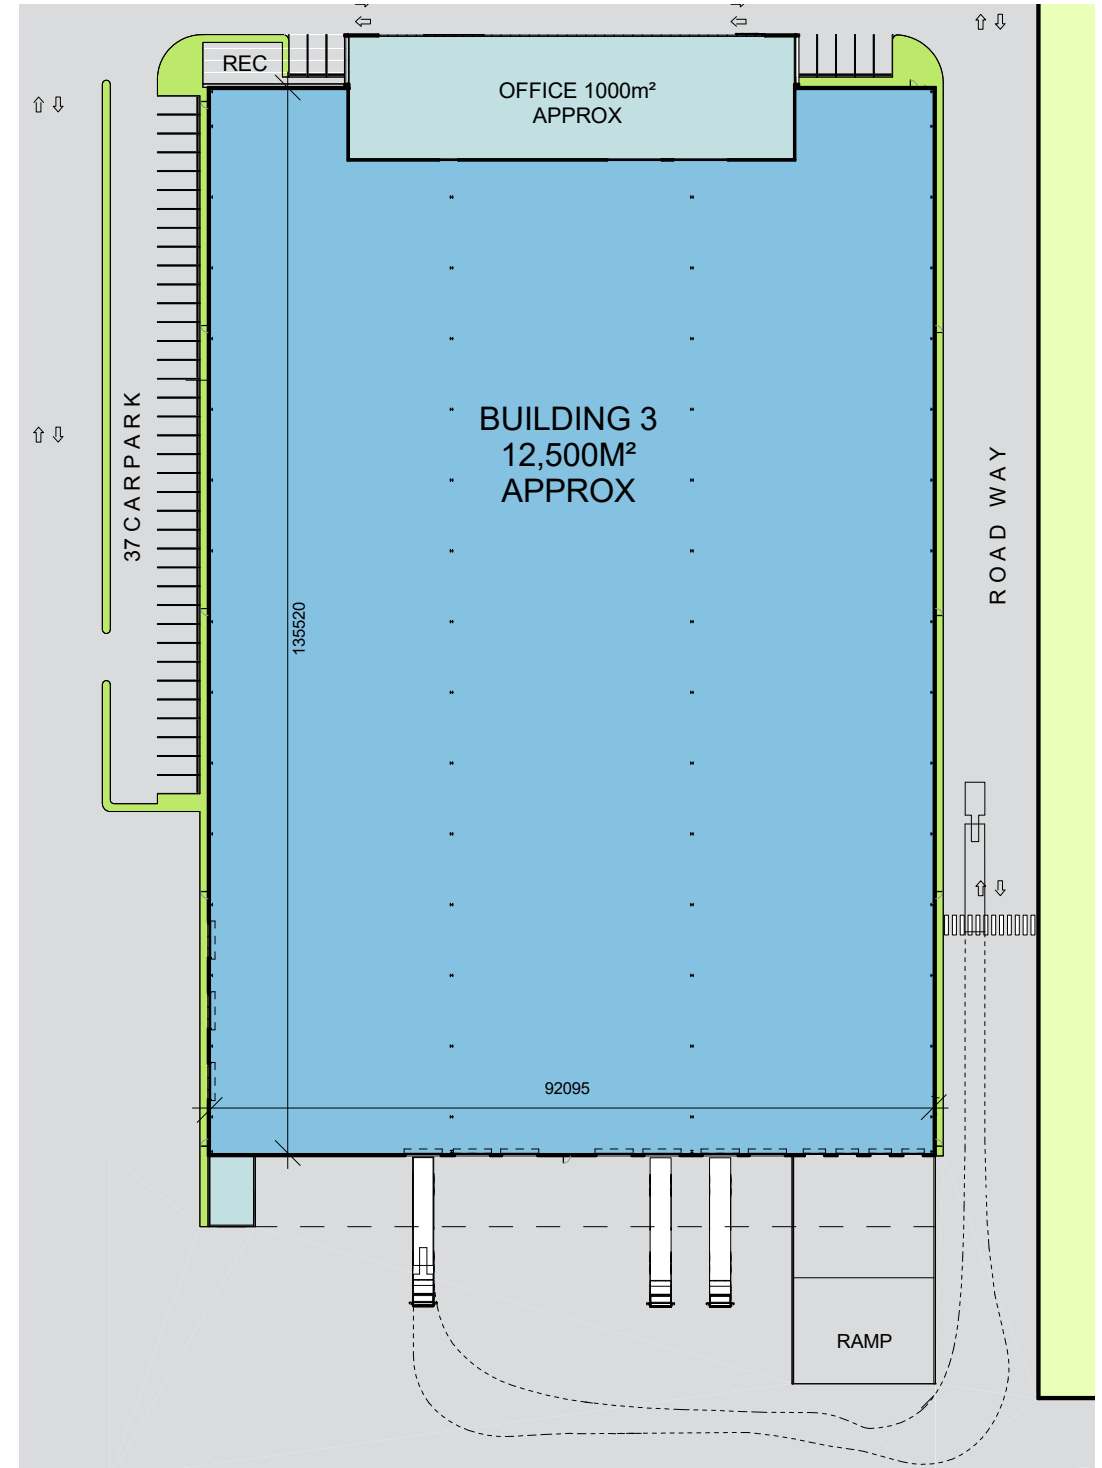 REC
OFFICE 1000m²
APPROX
BUILDING 3
12,500M²
APPROX
37 CARPARK
ROAD WAY
135520
92095
RAMP